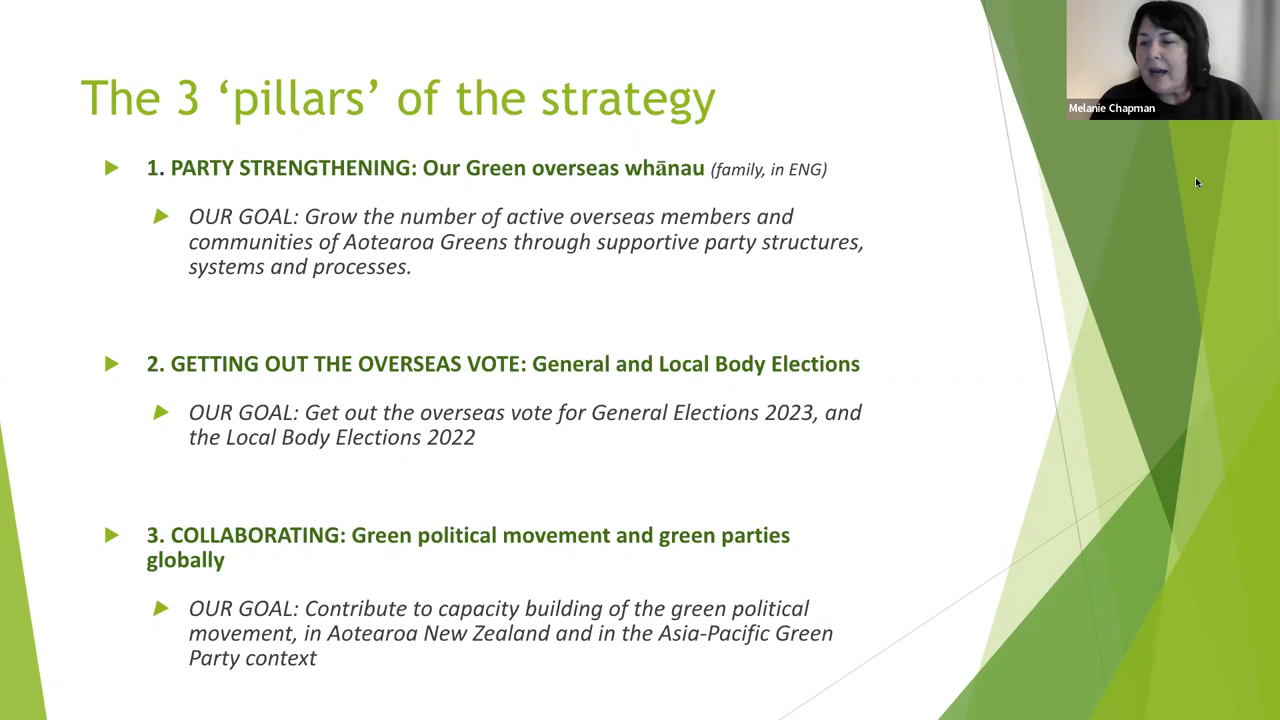 The 3 ‘pillars’ of the strategy
Melanie Chapman
1. PARTY STRENGTHENING: Our Green overseas whānau (family, in ENG)
OUR GOAL: Grow the number of active overseas members and
communities of Aotearoa Greens through supportive party structures,
systems and processes.
2. GETTING OUT THE OVERSEAS VOTE: General and Local Body Elections
OUR GOAL: Get out the overseas vote for General Elections 2023, and
the Local Body Elections 2022
3. COLLABORATING: Green political movement and green parties
globally
OUR GOAL: Contribute to capacity building of the green political
movement, in Aotearoa New Zealand and in the Asia-Pacific Green
Party context